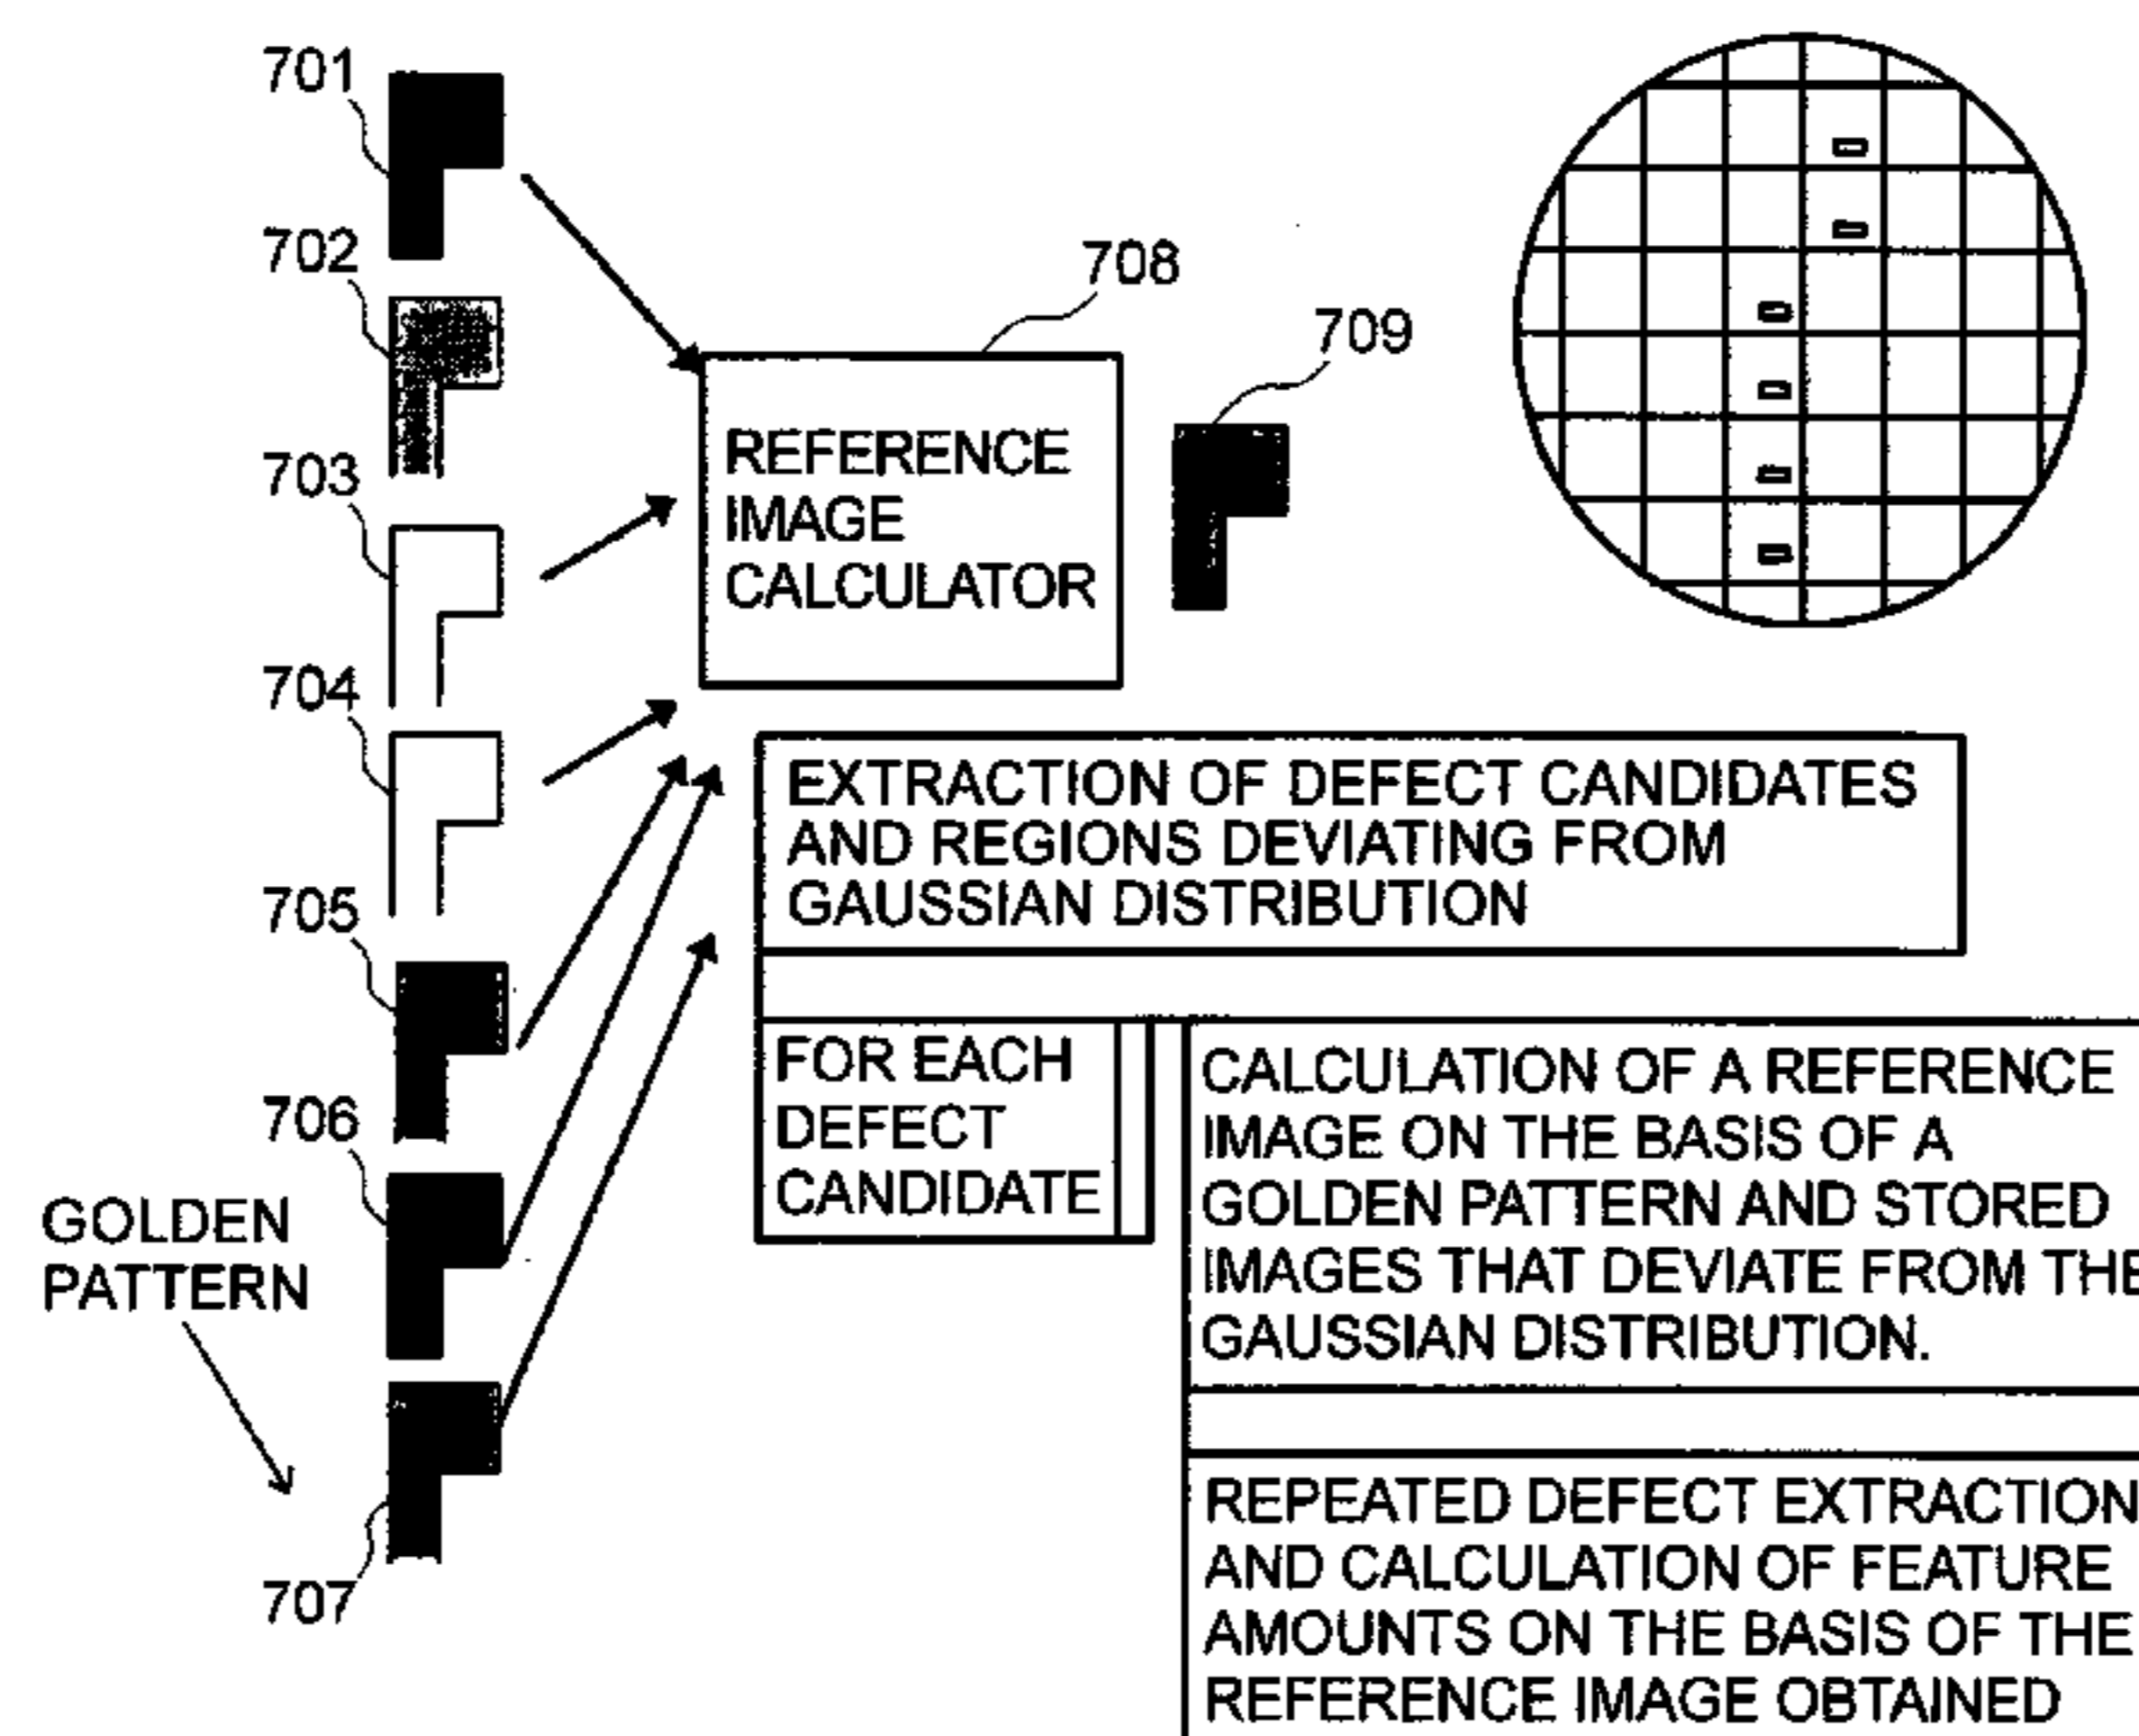 701
702
703
704
705
706
GOLDEN
PATTERN
707
708
REFERENCE
IMAGE
CALCULATOR
709
EXTRACTION OF DEFECT CANDIDATES
AND REGIONS DEVIATING FROM
GAUSSIAN DISTRIBUTION
FOR EACH
DEFECT
CANDIDATE
CALCULATION OF A REFERENCE
IMAGE ON THE BASIS OF A
GOLDEN PATTERN AND STORED
IMAGES THAT DEVIATE FROM THE
GAUSSIAN DISTRIBUTION.
REPEATED DEFECT EXTRACTION
AND CALCULATION OF FEATURE
AMOUNTS ON THE BASIS OF THE
REFERENCE IMAGE OBTAINED